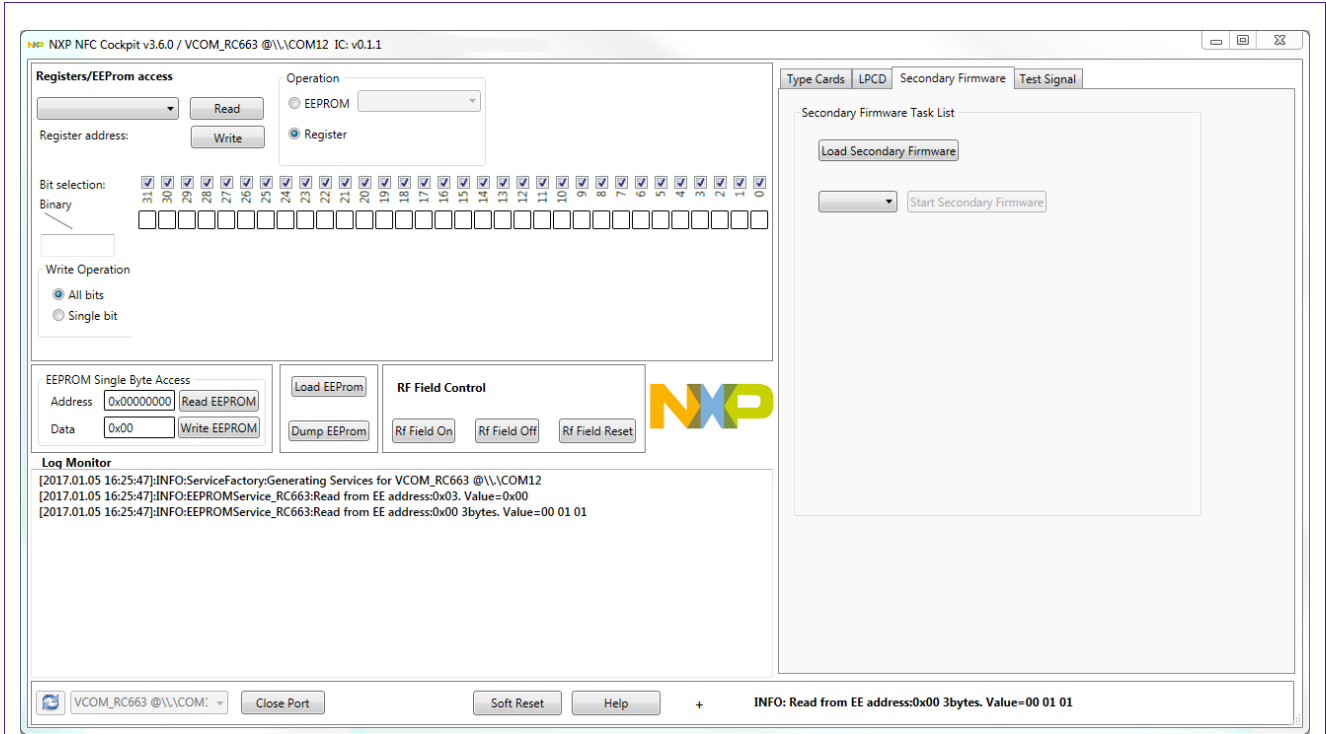 NXP NFC Cockpit v3.6.0 / VCOM_RC663 @\\.\COM12 IC: v0.1.1
Registers/EEProm access
Operation
EEPROM
Read
Register address:
Write
Register
Bit selection:
31 30 29 28 27 26 25 24 23 22 21 20 19 18 17 16 15 14 13 12 11 10 9 8 7 6 5 4 3 2 1 0
Binary
Write Operation
All bits
Single bit
EEPROM Single Byte Access
Address 0x00000000 Read EEPROM
Data 0x00 Write EEPROM
Load EEProm
Dump EEProm
RF Field Control
Rf Field On Rf Field Off Rf Field Reset
NXP
Log Monitor
[2017.01.05 16:25:47]:INFO:ServiceFactory:Generating Services for VCOM_RC663 @\\.\COM12
[2017.01.05 16:25:47]:INFO:EEPROMService_RC663:Read from EE address:0x03. Value=0x00
[2017.01.05 16:25:47]:INFO:EEPROMService_RC663:Read from EE address:0x00 3bytes. Value=00 01 01
Type Cards LPCD Secondary Firmware Test Signal
Secondary Firmware Task List
Load Secondary Firmware
Start Secondary Firmware
VCOM_RC663 @\\.\COM: Close Port Soft Reset Help + INFO: Read from EE address:0x00 3bytes. Value=00 01 01